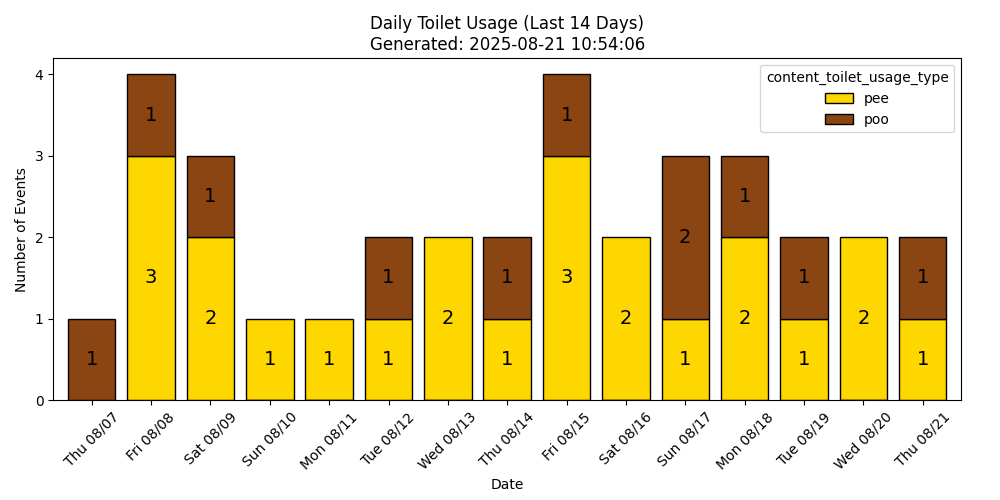 Daily Toilet Usage (Last 14 Days)
Generated: 2025-08-21 10:54:06
content_toilet_usage_type
pee
poo
Number of Events
4
3
2
1
0
1
3
1
2
1
1
1
1
1
2
1
1
3
1
2
1
2
2
1
1
1
2
1
1
Thu 08/07
Fri 08/08
Sat 08/09
Sun 08/10
Mon 08/11
Tue 08/12
Wed 08/13
Thu 08/14
Fri 08/15
Sat 08/16
Sun 08/17
Mon 08/18
Tue 08/19
Wed 08/20
Thu 08/21
Date